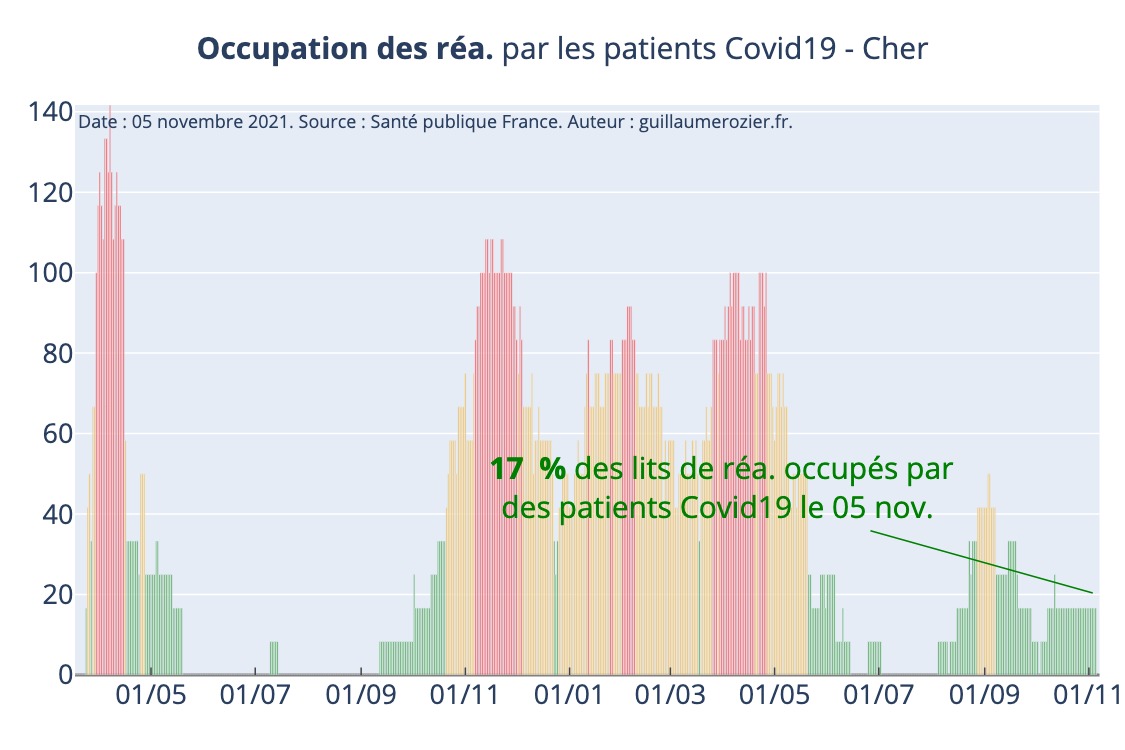 Occupation des réa. par les patients Covid19 - Cher
140
Date : 05 novembre 2021. Source : Santé publique France. Auteur : guillaumerozier.fr.
120
100
80
60
17 % des lits de réa. occupés par
des patients Covid19 le 05 nov.
40
20
0
01/05 01/07 01/09 01/11 01/01 01/03 01/05 01/07 01/09 01/11